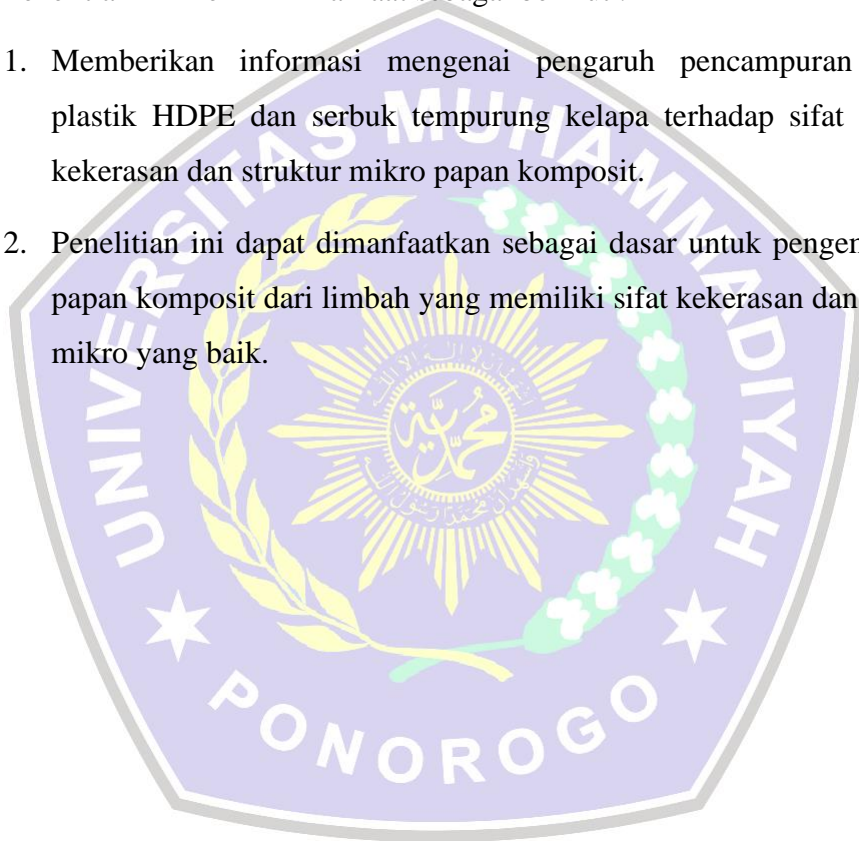 1. Memberikan informasi mengenai pengaruh pencampuran
plastik HDPE dan serbuk tempurung kelapa terhadap sifat
kekerasan dan struktur mikro papan komposit.
2. Penelitian ini dapat dimanfaatkan sebagai dasar untuk
papan komposit dari limbah yang memiliki sifat kekerasan dan
mikro yang baik.
UNIVERSITAS MUHAMMADIYAH
PONOROGO